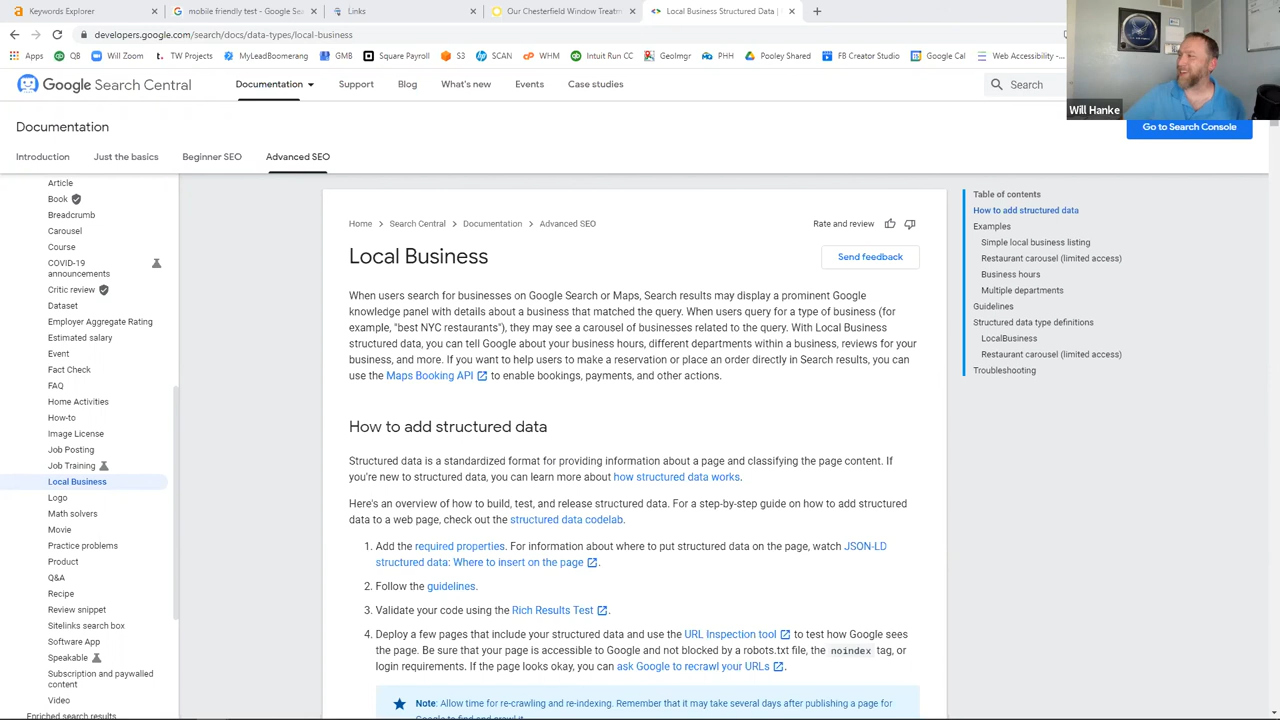 Keywords Explorer
mobile friendly test - Google Se
Links
Our Chesterfield Window Treatm
Local Business Structured Data |
developers.google.com/search/docs/data-types/local-business
Apps
QB
Will Zoom
TW Projects
MyLeadBoomerang
GMB
Square Payroll
S3
SCAN
WHM
Intuit Run CC
GeoImgr
PHH
Pooley Shared
FB Creator Studio
Google Cal
Web Accessibility -...
Google Search Central
Documentation
Support
Blog
What's new
Events
Case studies
Search
Will Hanke
Documentation
Go to Search Console
Introduction
Just the basics
Beginner SEO
Advanced SEO
Article
Book
Breadcrumb
Carousel
Course
COVID-19
announcements
Critic review
Dataset
Employer Aggregate Rating
Estimated salary
Event
Fact Check
FAQ
Home Activities
How-to
Image License
Job Posting
Job Training
Local Business
Logo
Math solvers
Movie
Practice problems
Product
Q&A
Recipe
Review snippet
Sitelinks search box
Software App
Speakable
Subscription and paywalled
content
Video
Enriched search results
Home > Search Central > Documentation > Advanced SEO
Rate and review
Local Business
Send feedback
When users search for businesses on Google Search or Maps, Search results may display a prominent Google
knowledge panel with details about a business that matched the query. When users query for a type of business (for
example, "best NYC restaurants"), they may see a carousel of businesses related to the query. With Local Business
structured data, you can tell Google about your business hours, different departments within a business, reviews for your
business, and more. If you want to help users to make a reservation or place an order directly in Search results, you can
use the Maps Booking API to enable bookings, payments, and other actions.
How to add structured data
Structured data is a standardized format for providing information about a page and classifying the page content. If
you're new to structured data, you can learn more about how structured data works.
Here's an overview of how to build, test, and release structured data. For a step-by-step guide on how to add structured
data to a web page, check out the structured data codelab.
1. Add the required properties. For information about where to put structured data on the page, watch JSON-LD
structured data: Where to insert on the page.
2. Follow the guidelines.
3. Validate your code using the Rich Results Test.
4. Deploy a few pages that include your structured data and use the URL Inspection tool to test how Google sees
the page. Be sure that your page is accessible to Google and not blocked by a robots.txt file, the noindex tag, or
login requirements. If the page looks okay, you can ask Google to recrawl your URLs.
Note: Allow time for re-crawling and re-indexing. Remember that it may take several days after publishing a page for
Google to find and crawl it.
Table of contents
How to add structured data
Examples
Simple local business listing
Restaurant carousel (limited access)
Business hours
Multiple departments
Guidelines
Structured data type definitions
LocalBusiness
Restaurant carousel (limited access)
Troubleshooting